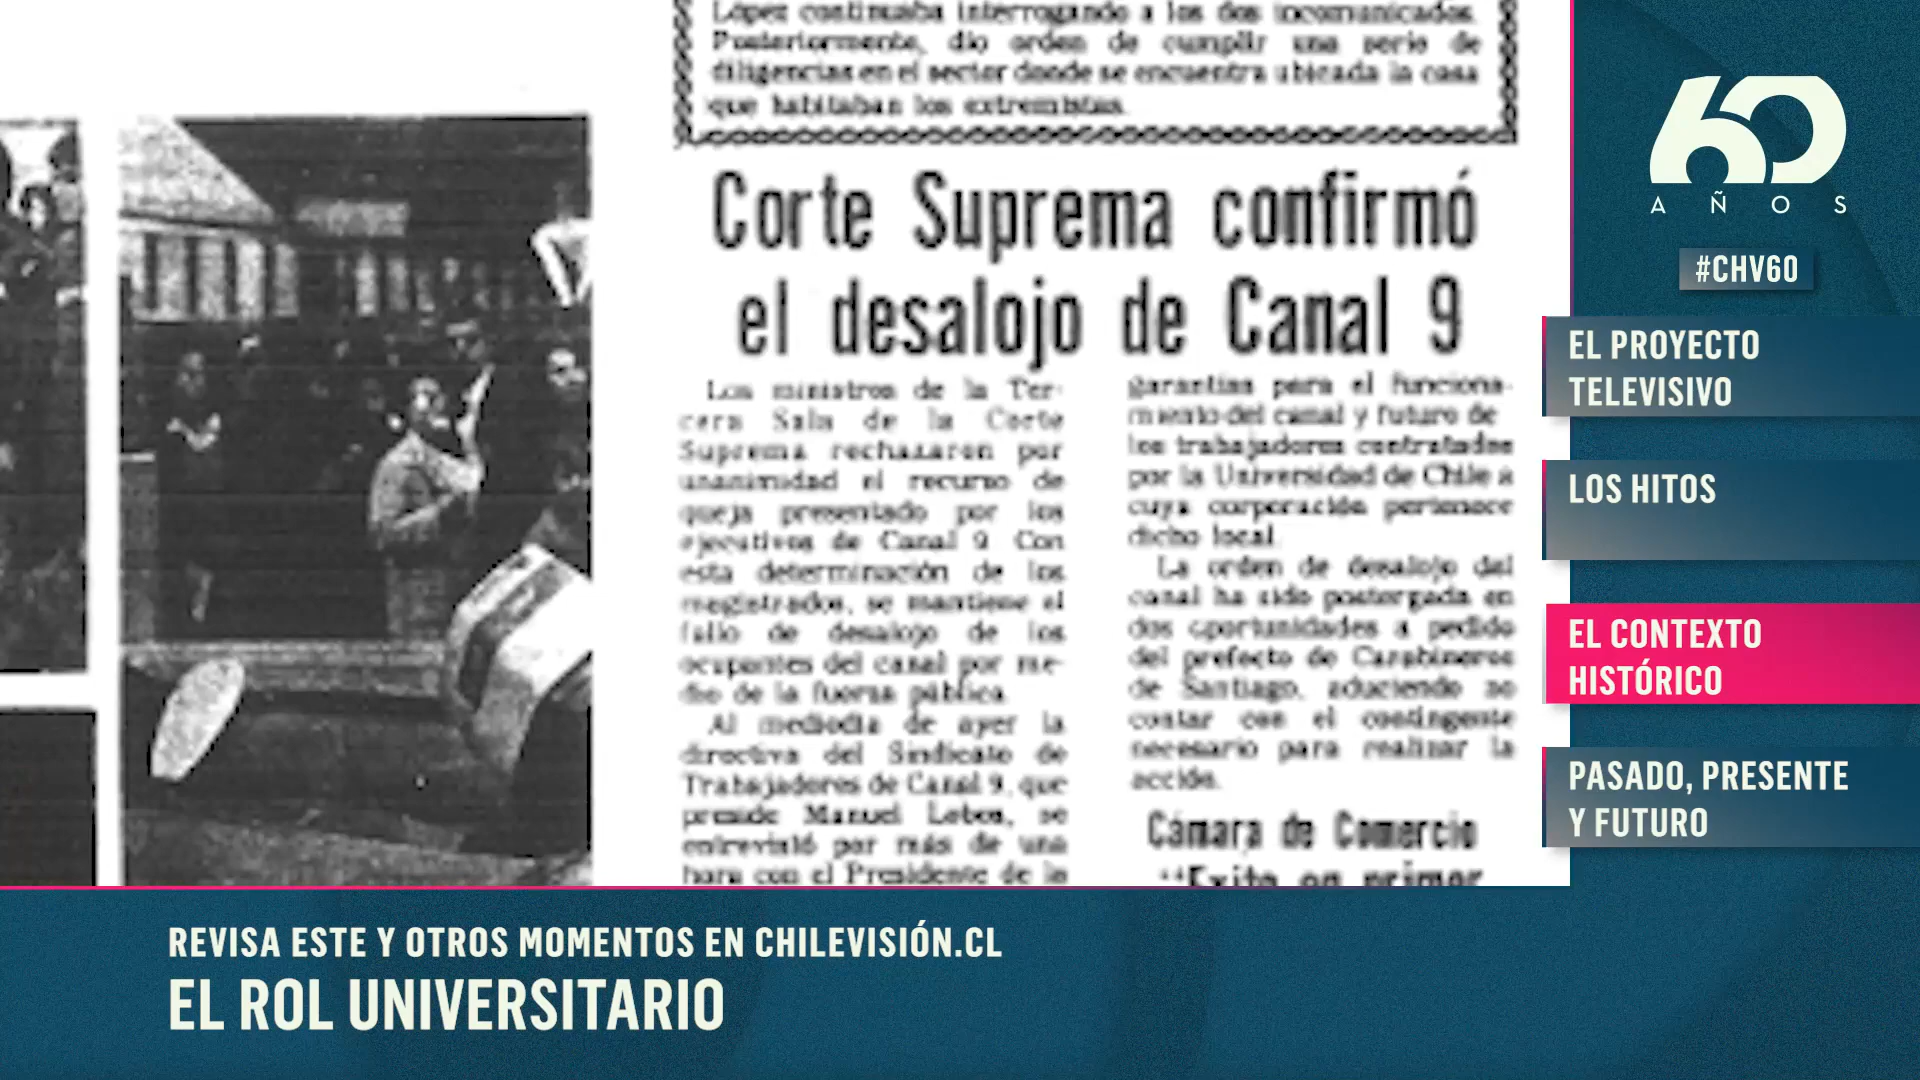 López continuaba interrogando a los dos incomunicados.
Posteriormente, dio orden de cumplir una serie de
diligencias en el sector donde se encuentra ubicada la casa
que habitaban los extremistas.
Corte Suprema confirmó
el desalojo de Canal 9
Los ministros de la Ter-
cera Sala de la Corte
Suprema rechazaron por
unanimidad el recurso de
queja presentado por los
ejecutivos de Canal 9. Con
esta determinación de los
magistrados, se mantiene el
fallo de desalojo de los
ocupantes del canal por me-
dio de la fuerza pública.
Al mediodía de ayer la
directiva del Sindicato de
Trabajadores de Canal 9, que
preside Manuel Lobos, se
entrevistó por más de una
hora con el Presidente de la
garantías para el funciona-
miento del canal y futuro de
los trabajadores contratados
por la Universidad de Chile a
cuya corporación pertenece
dicho local.
La orden de desalojo del
canal ha sido postergada en
dos oportunidades a pedido
del prefecto de Carabineros
de Santiago, aduciendo no
contar con el contingente
necesario para realizar la
acción.
Cámara de Comercio
"Exito en primer
60
AÑOS
#CHV60
EL PROYECTO
TELEVISIVO
LOS HITOS
EL CONTEXTO
HISTÓRICO
PASADO, PRESENTE
Y FUTURO
REVISA ESTE Y OTROS MOMENTOS EN CHILEVISIÓN.CL
EL ROL UNIVERSITARIO